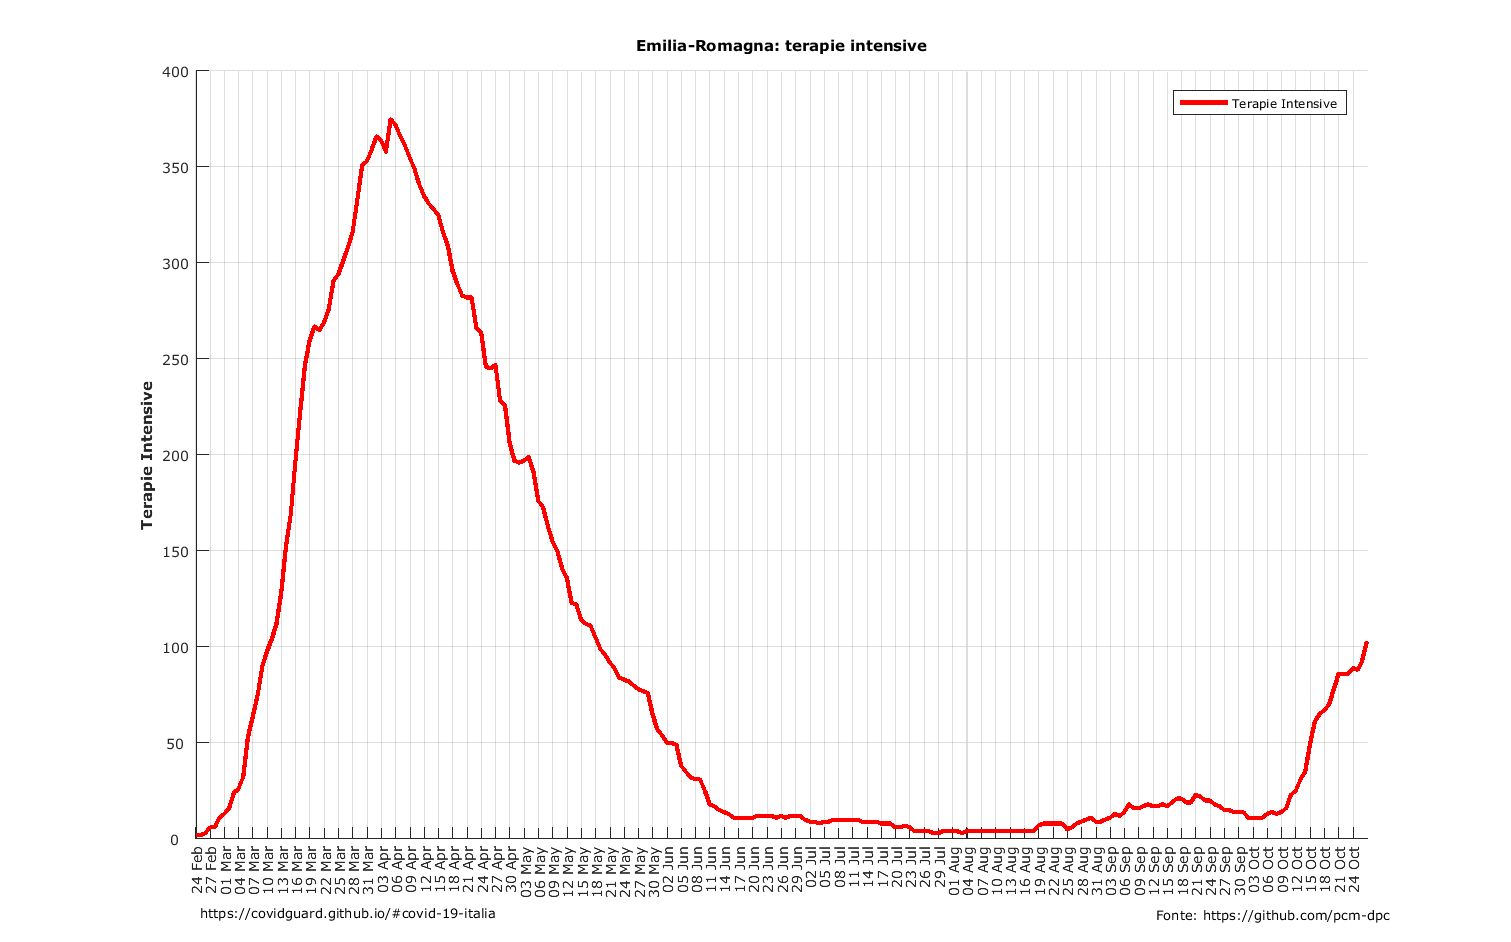 Emilia-Romagna: terapie intensive
Terapie Intensive
400
350
300
250
200
150
100
50
0
Terapie Intensive
24 Feb
27 Feb
01 Mar
04 Mar
07 Mar
10 Mar
13 Mar
16 Mar
19 Mar
22 Mar
25 Mar
28 Mar
31 Mar
03 Apr
06 Apr
09 Apr
12 Apr
15 Apr
18 Apr
21 Apr
24 Apr
27 Apr
30 Apr
03 May
06 May
09 May
12 May
15 May
18 May
21 May
24 May
27 May
30 May
02 Jun
05 Jun
08 Jun
11 Jun
14 Jun
17 Jun
20 Jun
23 Jun
26 Jun
29 Jun
02 Jul
05 Jul
08 Jul
11 Jul
14 Jul
17 Jul
20 Jul
23 Jul
26 Jul
29 Jul
01 Aug
04 Aug
07 Aug
10 Aug
13 Aug
16 Aug
19 Aug
22 Aug
25 Aug
28 Aug
31 Aug
03 Sep
06 Sep
09 Sep
12 Sep
15 Sep
18 Sep
21 Sep
24 Sep
27 Sep
30 Sep
03 Oct
06 Oct
09 Oct
12 Oct
15 Oct
18 Oct
21 Oct
24 Oct
https://covidguard.github.io/#covid-19-italia
Fonte: https://github.com/pcm-dpc